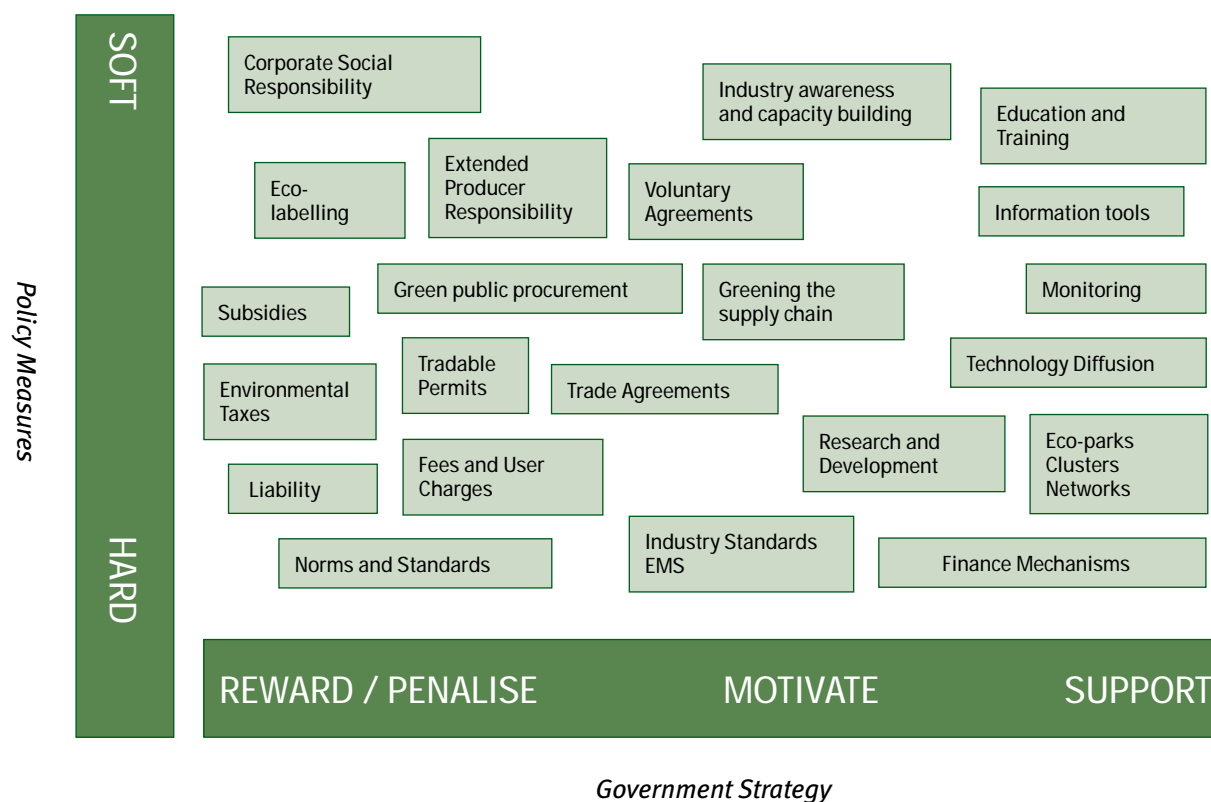 SOFT
HARD
Policy Measures
Corporate Social
Responsibility
Industry awareness
and capacity building
Education and
Training
Eco-
labelling
Extended
Producer
Responsibility
Voluntary
Agreements
Information tools
Subsidies
Green public procurement
Greening the
supply chain
Monitoring
Environmental
Taxes
Tradable
Permits
Trade Agreements
Technology Diffusion
Liability
Fees and User
Charges
Research and
Development
Eco-parks
Clusters
Networks
Norms and Standards
Industry Standards
EMS
Finance Mechanisms
REWARD / PENALISE
MOTIVATE
SUPPORT
Government Strategy